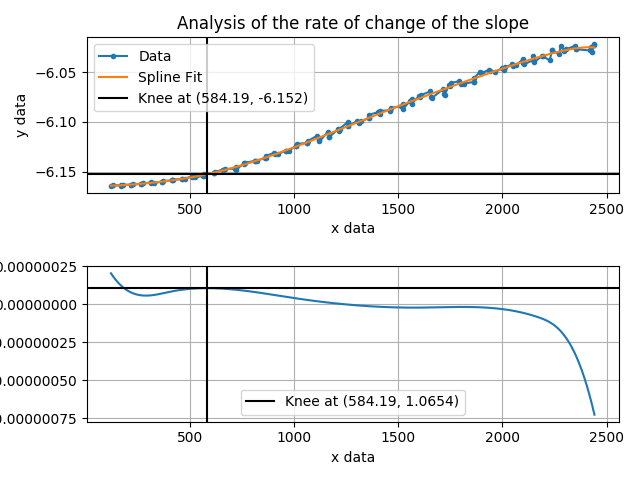 Analysis of the rate of change of the slope
Data
Spline Fit
Knee at (584.19, -6.152)
y data
−6.05
−6.10
−6.15
500 1000 1500 2000 2500
x data
0.00000025
0.00000000
0.00000025
0.00000050
0.00000075
Knee at (584.19, 1.0654)
500 1000 1500 2000 2500
x data